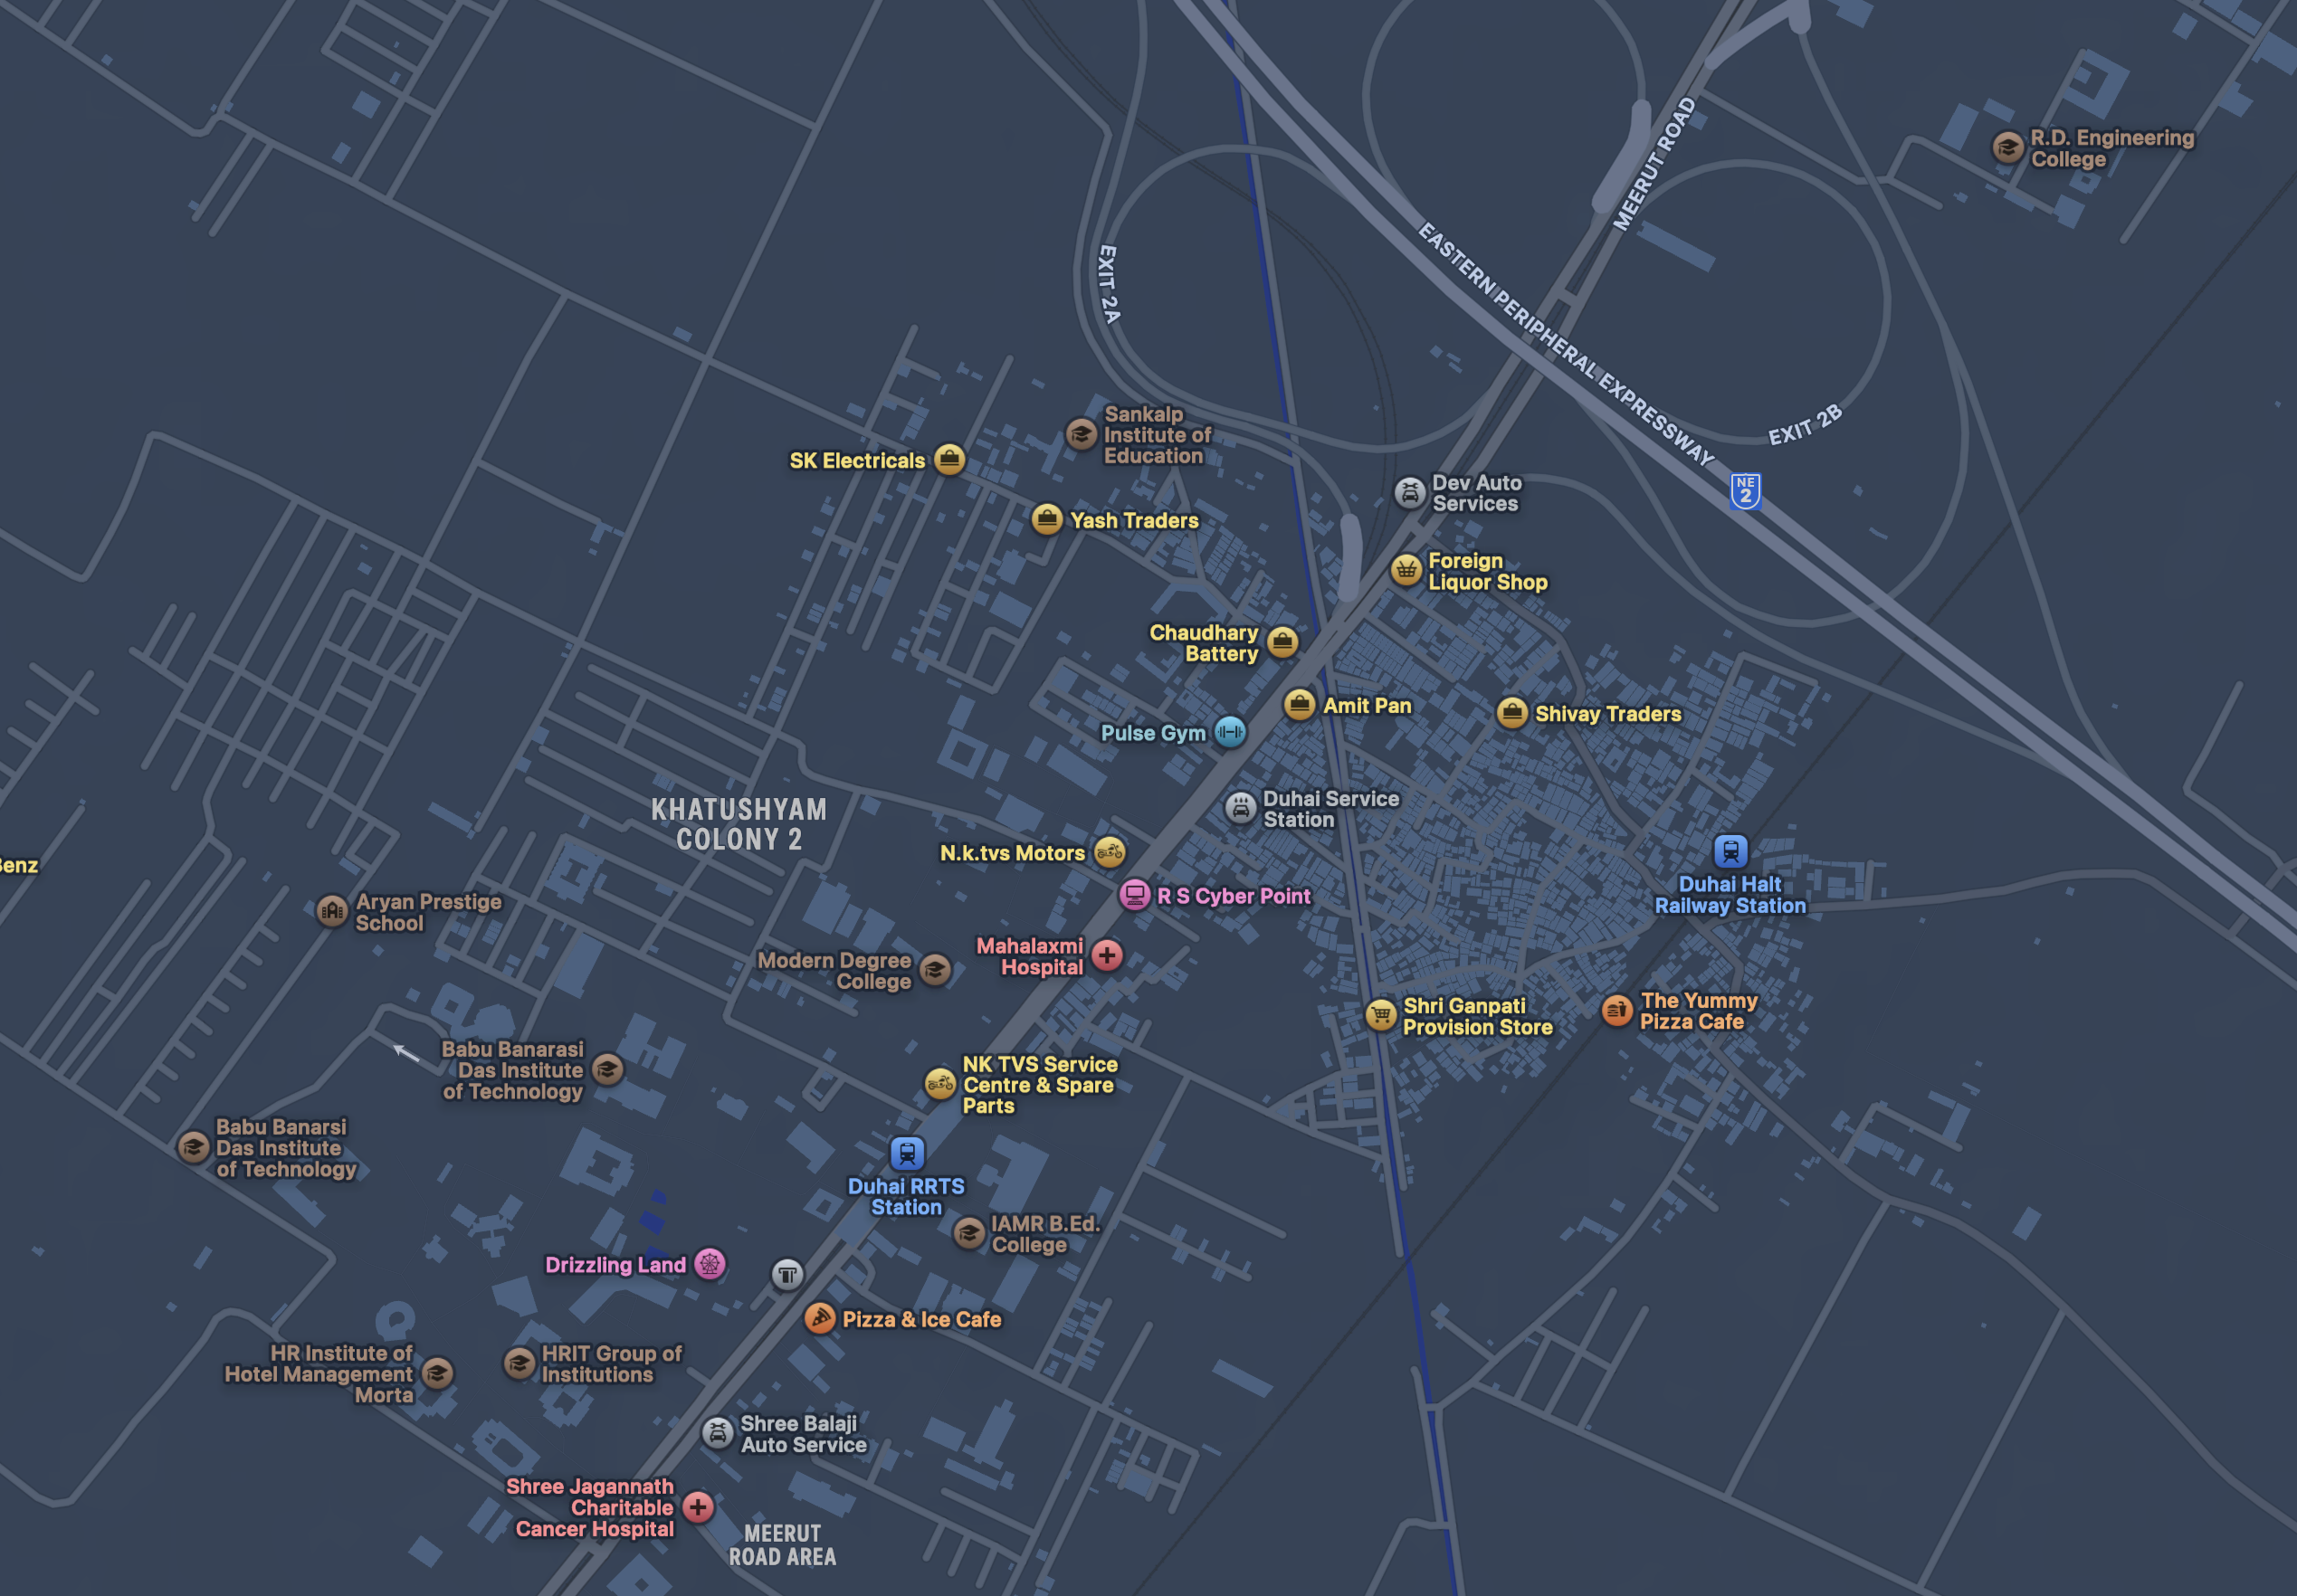 MEERUT ROAD
R.D. Engineering
College
EASTERN PERIPHERAL EXPRESSWAY
EXIT 2A
EXIT 2B
NE
2
Sankalp
Institute of
Education
SK Electricals
Yash Traders
Dev Auto
Services
Foreign
Liquor Shop
Chaudhary
Battery
Amit Pan
Shivay Traders
Pulse Gym
Duhai Service
Station
KHATUSHYAM
COLONY 2
N.k.tvs Motors
Duhai Halt
Railway Station
R S Cyber Point
Aryan Prestige
School
Mahalaxmi
Hospital
Modern Degree
College
Shri Ganpati
Provision Store
The Yummy
Pizza Cafe
Babu Banarasi
Das Institute
of Technology
NK TVS Service
Centre & Spare
Parts
Babu Banarsi
Das Institute
of Technology
Duhai RRTS
Station
IAMR B.Ed.
College
Drizzling Land
Pizza & Ice Cafe
HR Institute of
Hotel Management
Morta
HRIT Group of
Institutions
Shree Balaji
Auto Service
Shree Jagannath
Charitable
Cancer Hospital
MEERUT
ROAD AREA